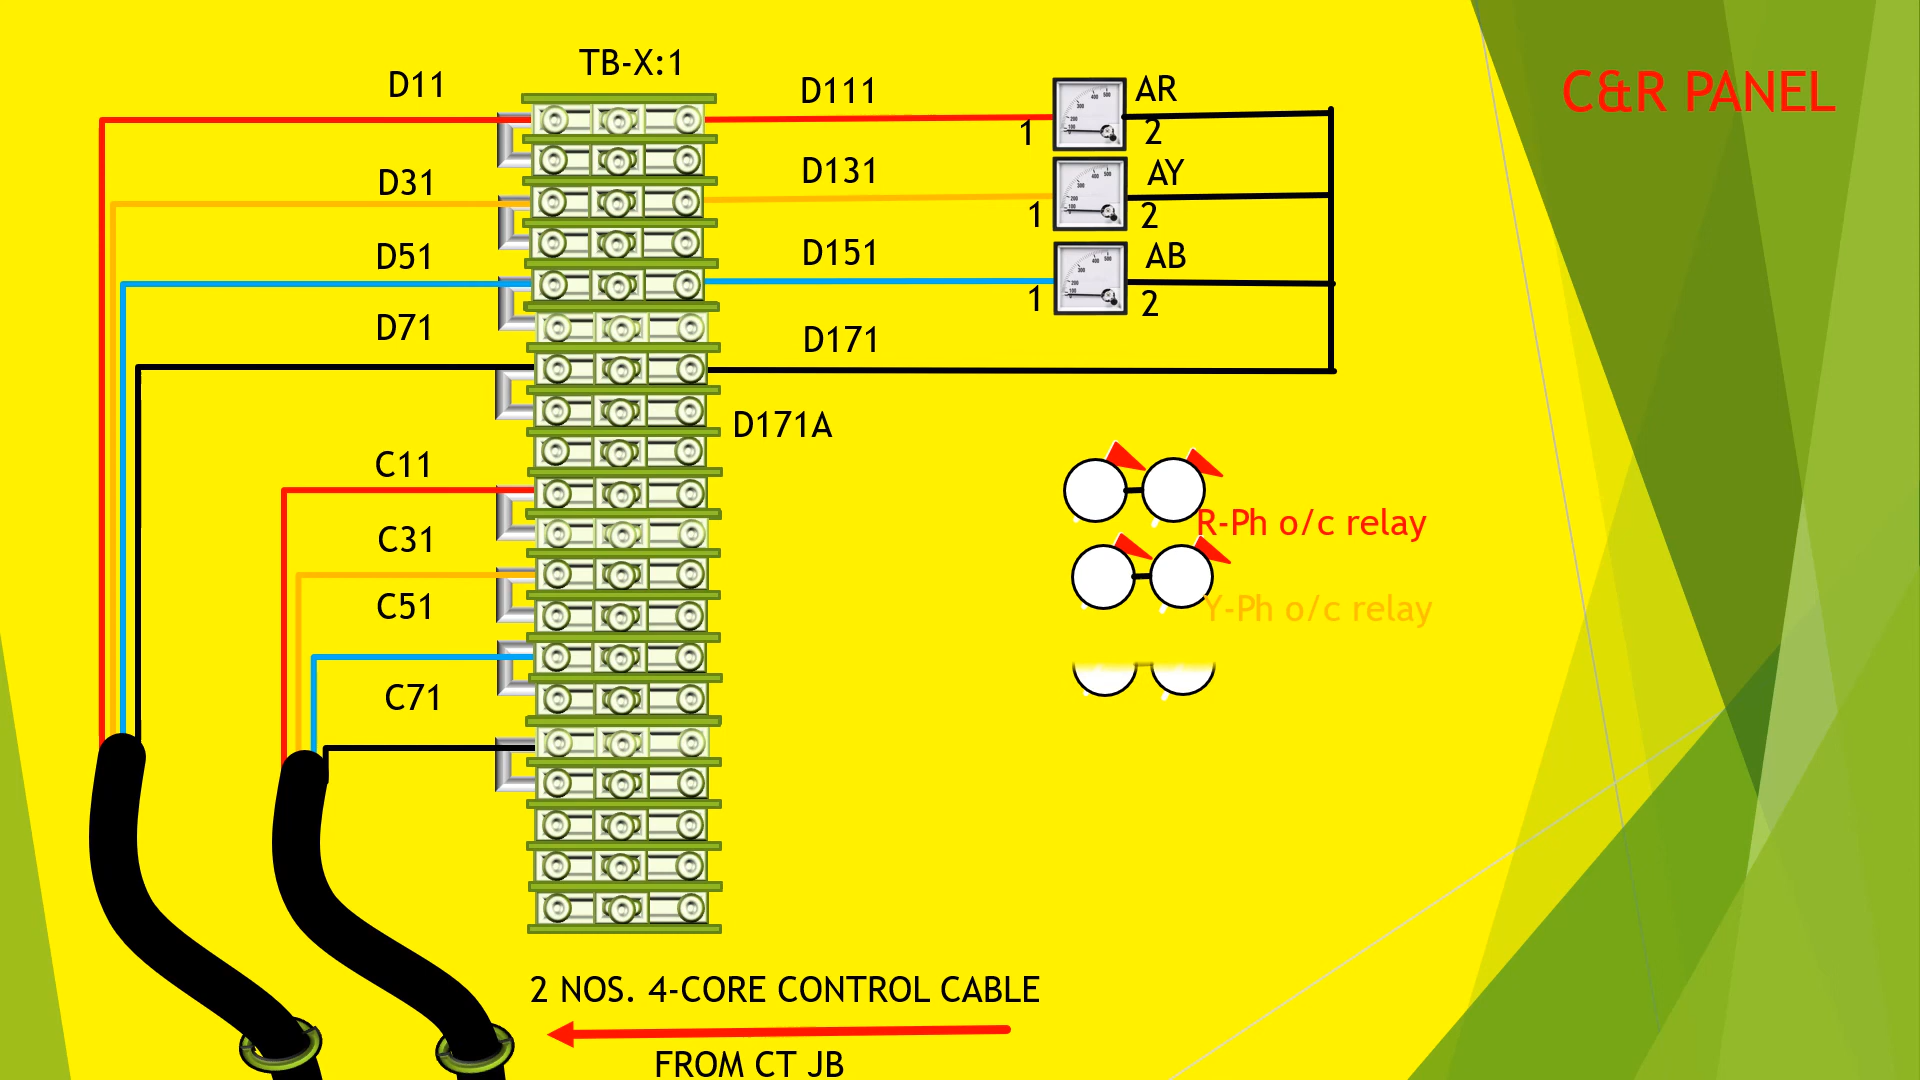 C&R PANEL
TB-X:1
D11
D111
AR
1
2
D31
D131
AY
1
2
D51
D151
AB
1
2
D71
D171
D171A
C11
R-Ph o/c relay
C31
C51
Y-Ph o/c relay
C71
2 NOS. 4-CORE CONTROL CABLE
FROM CT JB